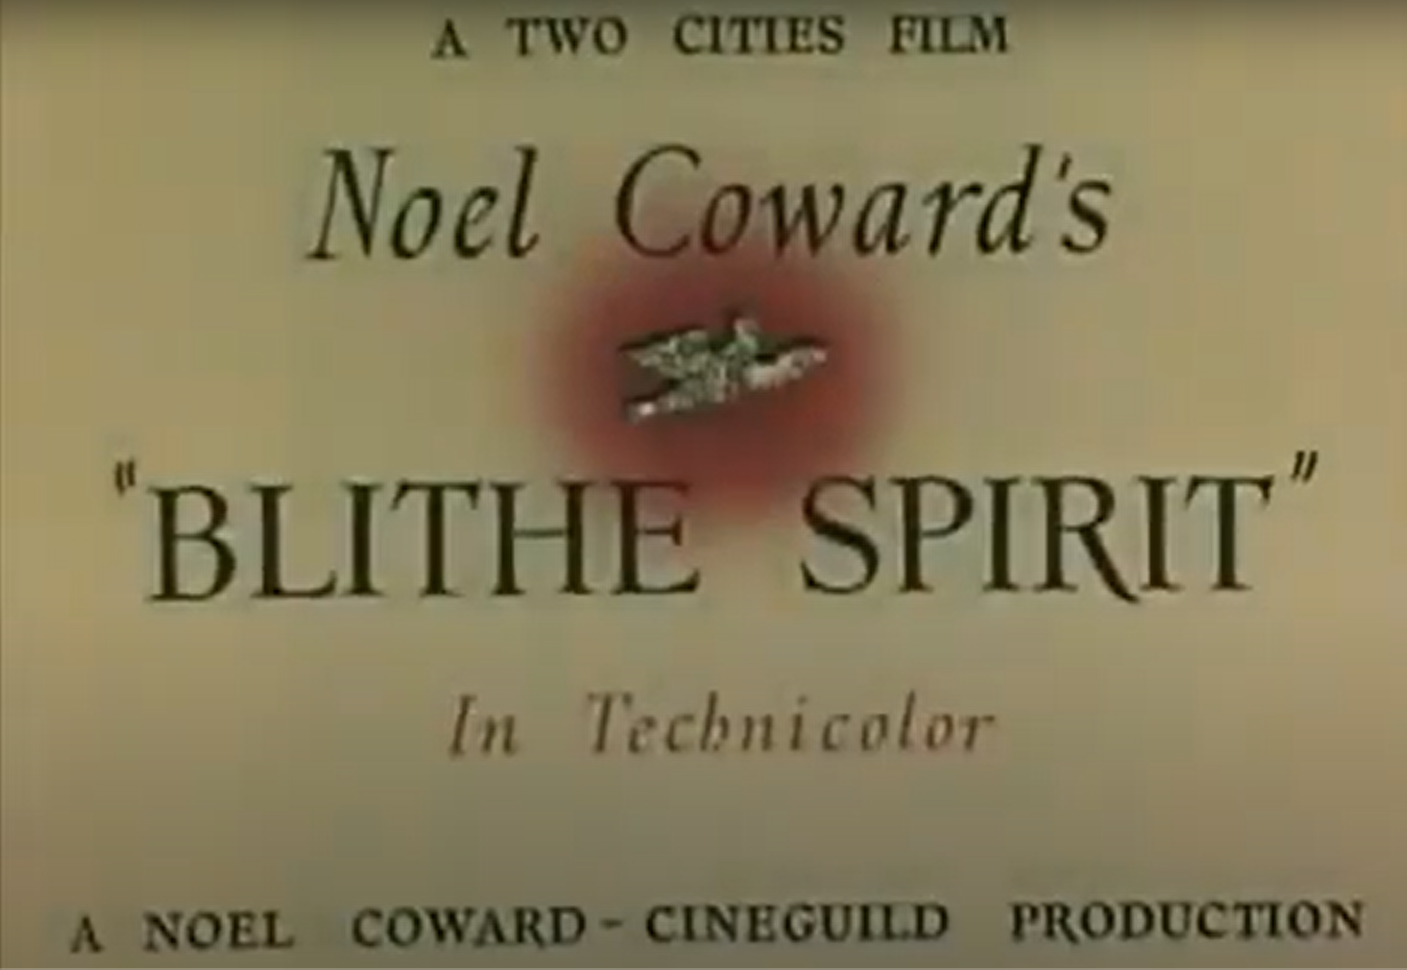 A TWO CITIES FILM
Noel Coward's
"BLITHE SPIRIT"
In Technicolor
A NOEL COWARD - CINEGUILD PRODUCTION